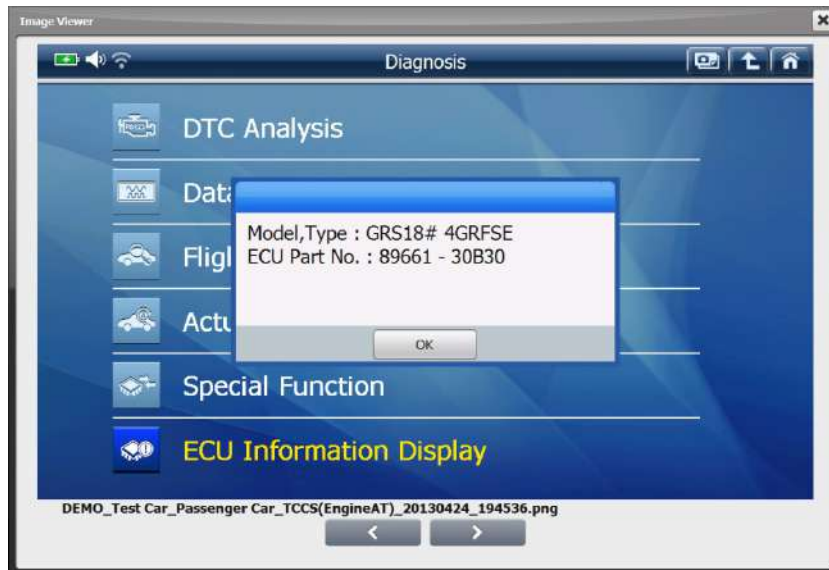 Image Viewer
Diagnosis
DTC Analysis
Data
Model,Type : GRS18# 4GRFSE
ECU Part No. : 89661 - 30B30
Flig
Actu
OK
Special Function
ECU Information Display
DEMO_Test Car_Passenger Car_TCCS(EngineAT)_20130424_194536.png